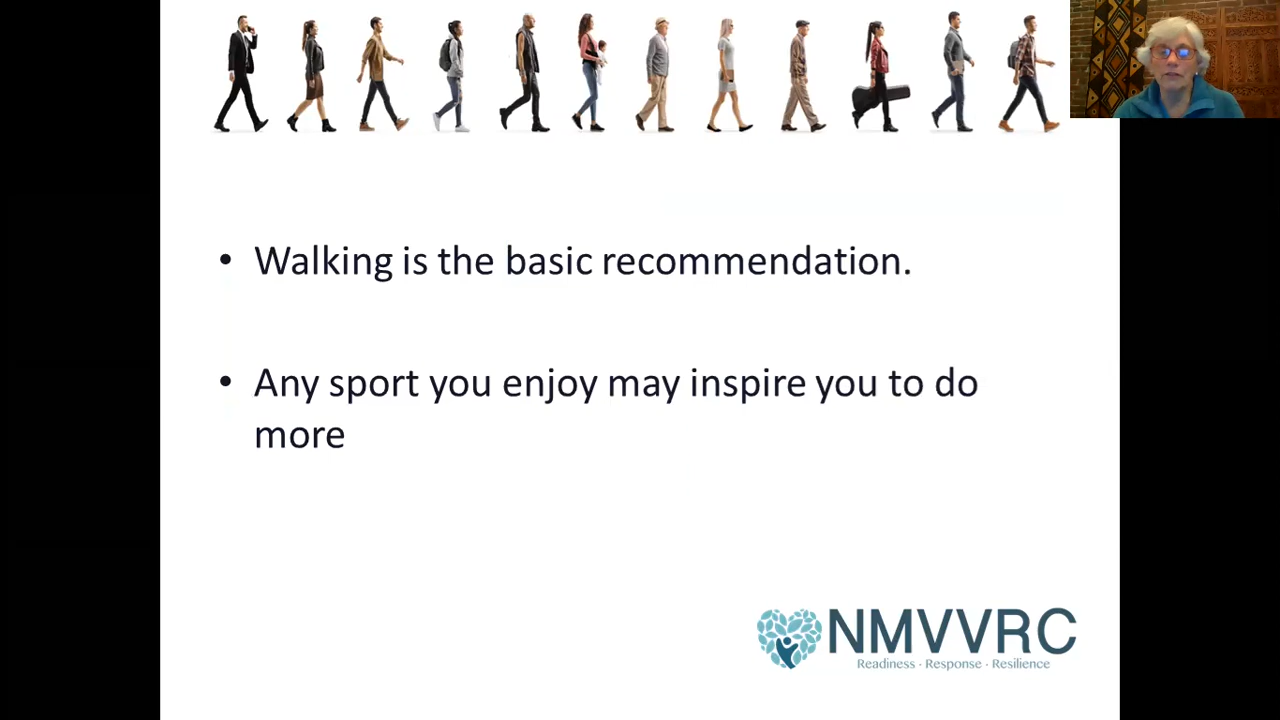 • Walking is the basic recommendation.
• Any sport you enjoy may inspire you to do
more
NMVVRC
Readiness · Response · Resilience